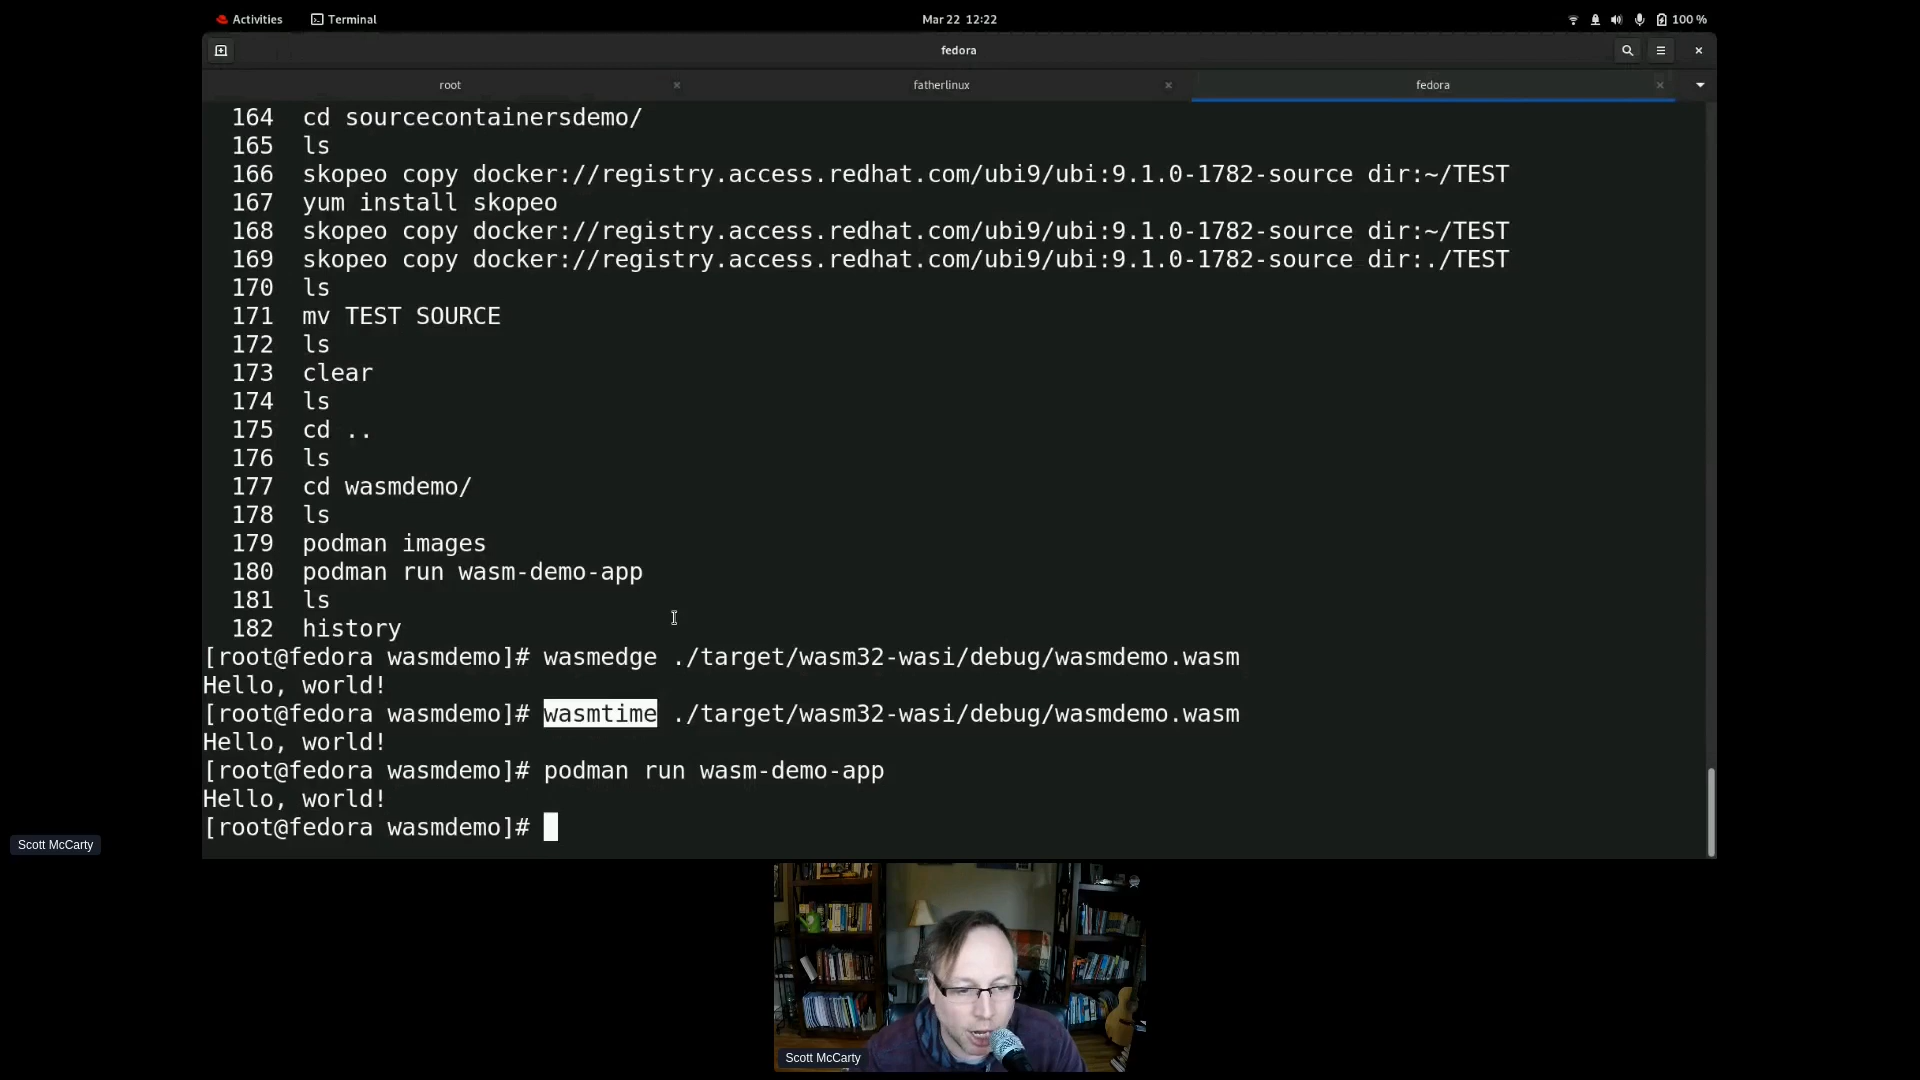 Activities Terminal Mar 22 12:22 100 %
fedora
root fatherlinux fedora
164 cd sourcecontainersdemo/
165 ls
166 skopeo copy docker://registry.access.redhat.com/ubi9/ubi:9.1.0-1782-source dir:~/TEST
167 yum install skopeo
168 skopeo copy docker://registry.access.redhat.com/ubi9/ubi:9.1.0-1782-source dir:~/TEST
169 skopeo copy docker://registry.access.redhat.com/ubi9/ubi:9.1.0-1782-source dir:./TEST
170 ls
171 mv TEST SOURCE
172 ls
173 clear
174 ls
175 cd ..
176 ls
177 cd wasmdemo/
178 ls
179 podman images
180 podman run wasm-demo-app
181 ls
182 history
[root@fedora wasmdemo]# wasmedge ./target/wasm32-wasi/debug/wasmdemo.wasm
Hello, world!
[root@fedora wasmdemo]# wasmtime ./target/wasm32-wasi/debug/wasmdemo.wasm
Hello, world!
[root@fedora wasmdemo]# podman run wasm-demo-app
Hello, world!
[root@fedora wasmdemo]#
Scott McCarty
Scott McCarty